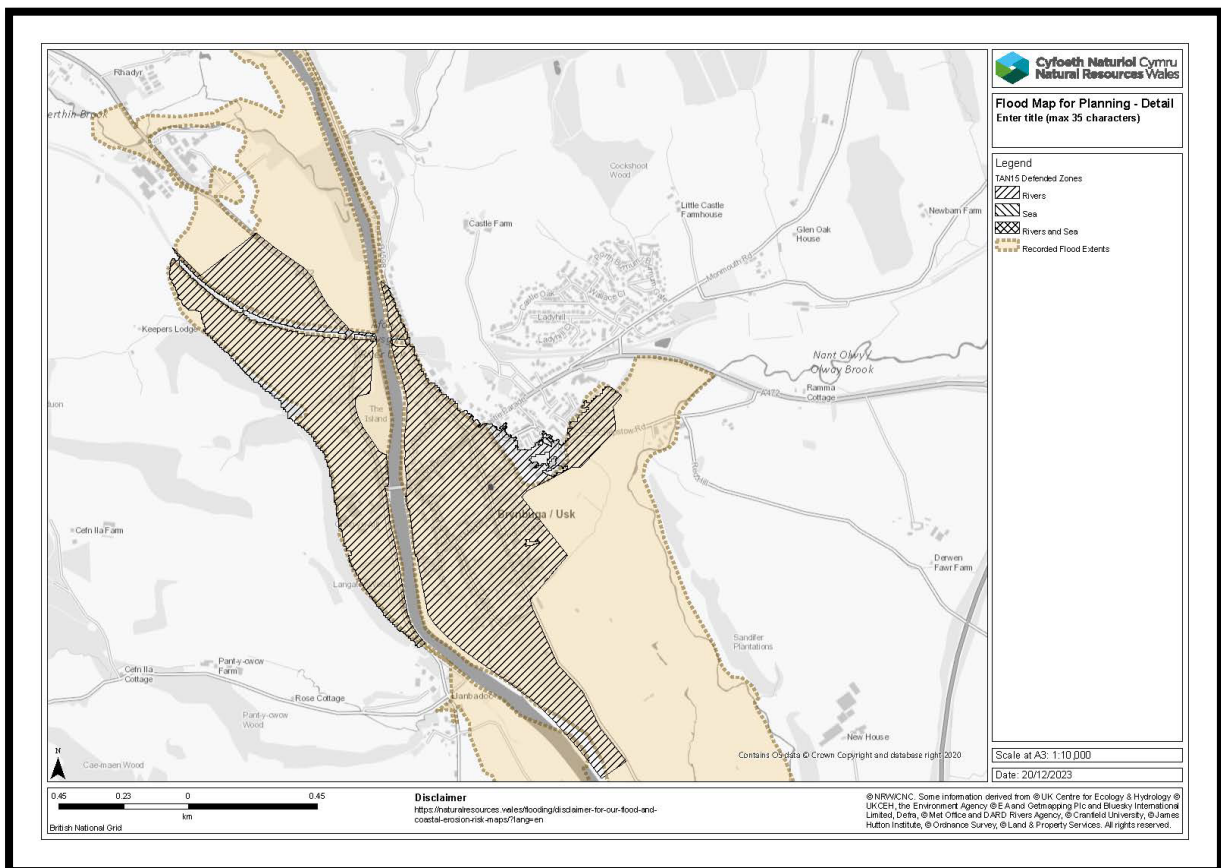 Rhadyr
erthin Brook
Cockshoot
Wood
Little Castle
Farmhouse
Newbarn Farm
Castle Farm
Glen Oak
House
Monmouth Rd
Castle Oak
Ladyhill
Keepers Lodge
Nant Olwy /
Olway Brook
Ramma
Cottage
A472
The
Island
Brynbuga / Usk
Cefn Ila Farm
Derwen
Fawr Farm
Sandifer
Plantations
Cefn Ila
Cottage
Pant-y-cwcw
Farm
Rose Cottage
Llanbadoc
Pant-y-cwcw
Wood
New House
Cae-maen Wood
N
Contains OS data © Crown Copyright and database right 2020
Cyfoeth Naturiol Cymru
Natural Resources Wales
Flood Map for Planning - Detail
Enter title (max 35 characters)
Legend
TAN15 Defended Zones
Rivers
Sea
Rivers and Sea
Recorded Flood Extents
Scale at A3: 1:10,000
Date: 20/12/2023
0.45 0.23 0 0.45
km
British National Grid
Disclaimer
https://naturalresources.wales/flooding/disclaimer-for-our-flood-and-
coastal-erosion-risk-maps/?lang=en
© NRW/CNC. Some information derived from © UK Centre for Ecology & Hydrology ©
UKCEH, the Environment Agency © EA and Getmapping Plc and Bluesky International
Limited, Defra, © Met Office and DARD Rivers Agency, © Cranfield University, © James
Hutton Institute, © Ordnance Survey, © Land & Property Services. All rights reserved.